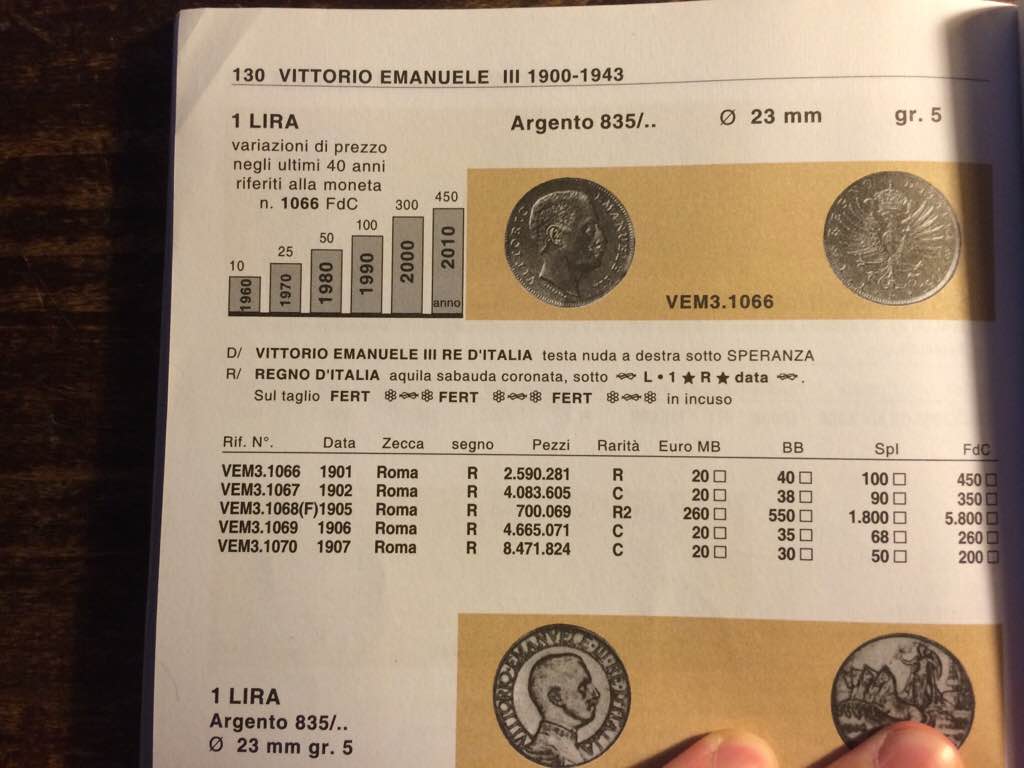 130 VITTORIO EMANUELE III 1900-1943
1 LIRA Argento 835/.. Ø 23 mm gr. 5
variazioni di prezzo
negli ultimi 40 anni
riferiti alla moneta
n. 1066 FdC
10 25 50 100 300 450
1960 1970 1980 1990 2000 2010
anno
VITTORIO EMANUELE
VEM3.1066
D/ VITTORIO EMANUELE III RE D'ITALIA testa nuda a destra sotto SPERANZA
R/ REGNO D'ITALIA aquila sabauda coronata, sotto L • 1 ★ R ★ data .
Sul taglio FERT FERT FERT in incuso
Rif. N°. Data Zecca segno Pezzi Rarità Euro MB BB Spl FdC
VEM3.1066 1901 Roma R 2.590.281 R 20 □ 40 □ 100 □ 450 □
VEM3.1067 1902 Roma R 4.083.605 C 20 □ 38 □ 90 □ 350 □
VEM3.1068(F)1905 Roma R 700.069 R2 260 □ 550 □ 1.800 □ 5.800 □
VEM3.1069 1906 Roma R 4.665.071 C 20 □ 35 □ 68 □ 260 □
VEM3.1070 1907 Roma R 8.471.824 C 20 □ 30 □ 50 □ 200 □
VITTORIO EMANVELE III RE D'ITALIA
1 LIRA
Argento 835/..
Ø 23 mm gr. 5